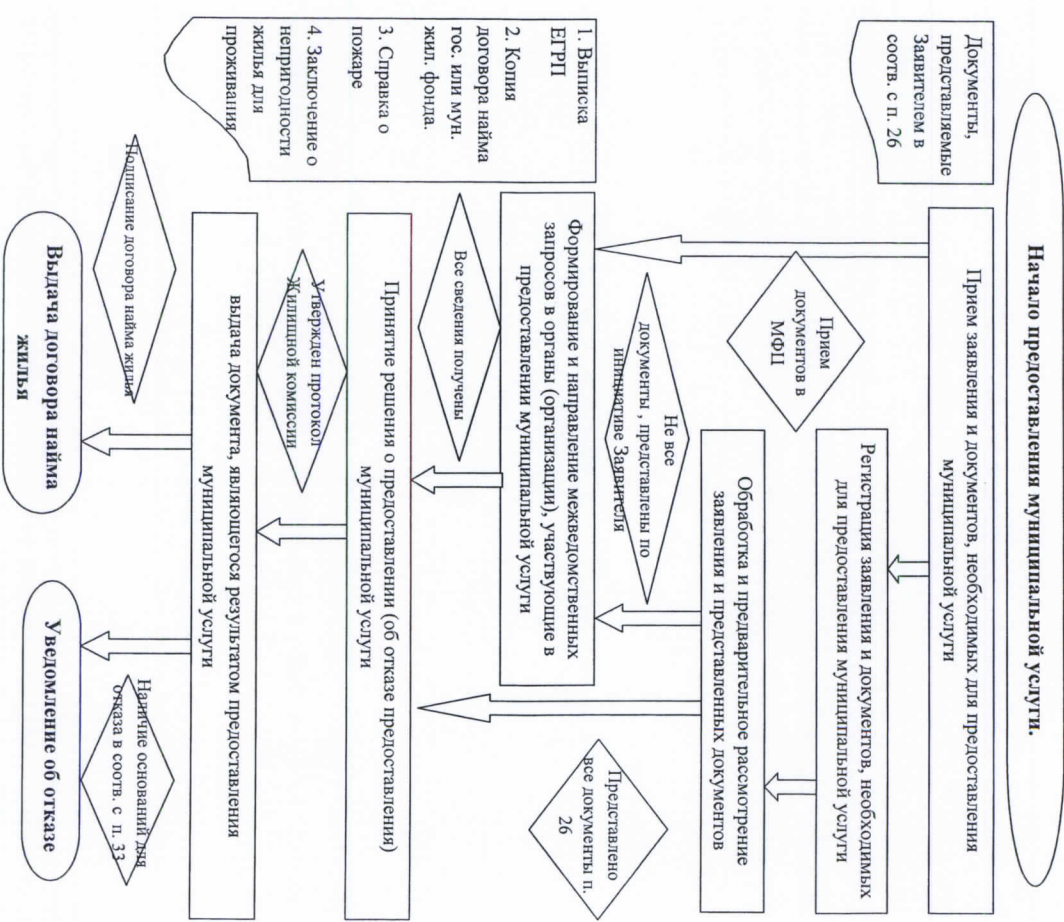 Начало предоставления муниципальной услуги.
Документы,
представляемые
Заявителем в
соотв. с п. 26
Прием заявления и документов, необходимых для предоставления
муниципальной услуги
Прием
документов в
МФЦ
Регистрация заявления и документов, необходимых
для предоставления муниципальной услуги
Не все
документы , представлены по
инициативе Заявителя
Обработка и предварительное рассмотрение
заявления и представленных документов
1. Выписка
ЕГРП
2. Копия
договора найма
гос. или мун.
жил. фонда.
3. Справка о
пожаре
4. Заключение о
непригодности
жилья для
проживания
Формирование и направление межведомственных
запросов в органы (организации), участвующие в
предоставлении муниципальной услуги
Представлено
все документы п.
26
Все сведения получены
Принятие решения о предоставлении (об отказе предоставления)
муниципальной услуги
Утвержден протокол
Жилищной комиссии
выдача документа, являющегося результатом предоставления
муниципальной услуги
Подписание договора найма жилья
Наличие оснований для
отказа в соотв. с п. 33
Выдача договора найма
жилья
Уведомление об отказе